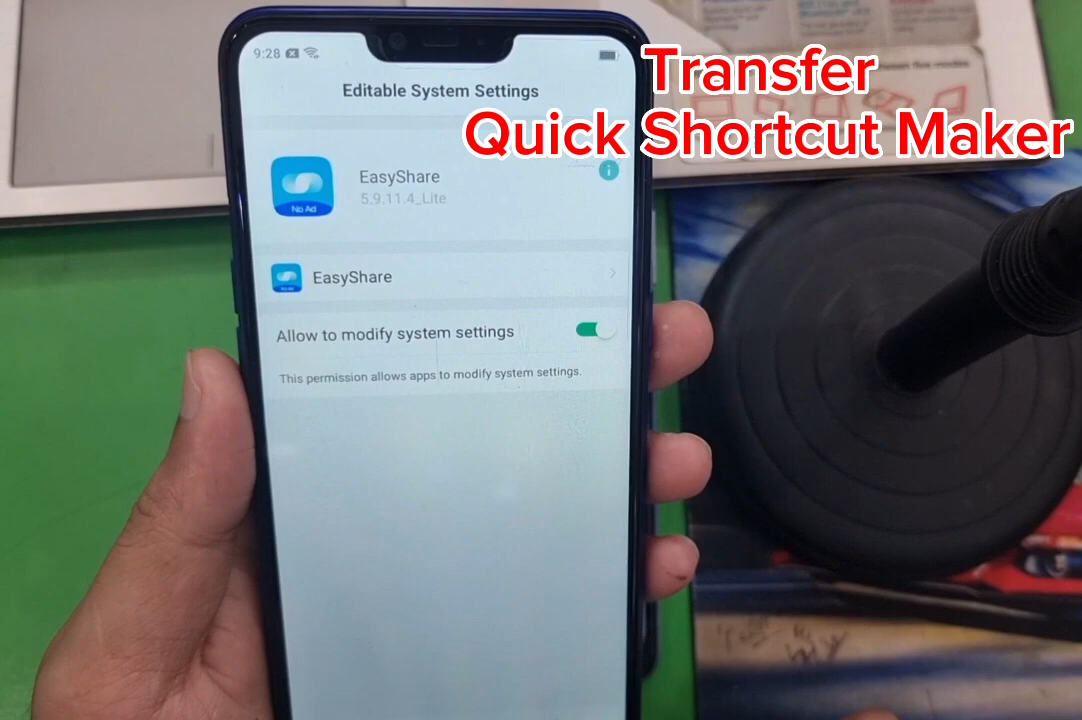 Transfer
Quick Shortcut Maker
9:28
Editable System Settings
EasyShare
5.9.11.4_Lite
No Ad
EasyShare
Allow to modify system settings
This permission allows apps to modify system settings.